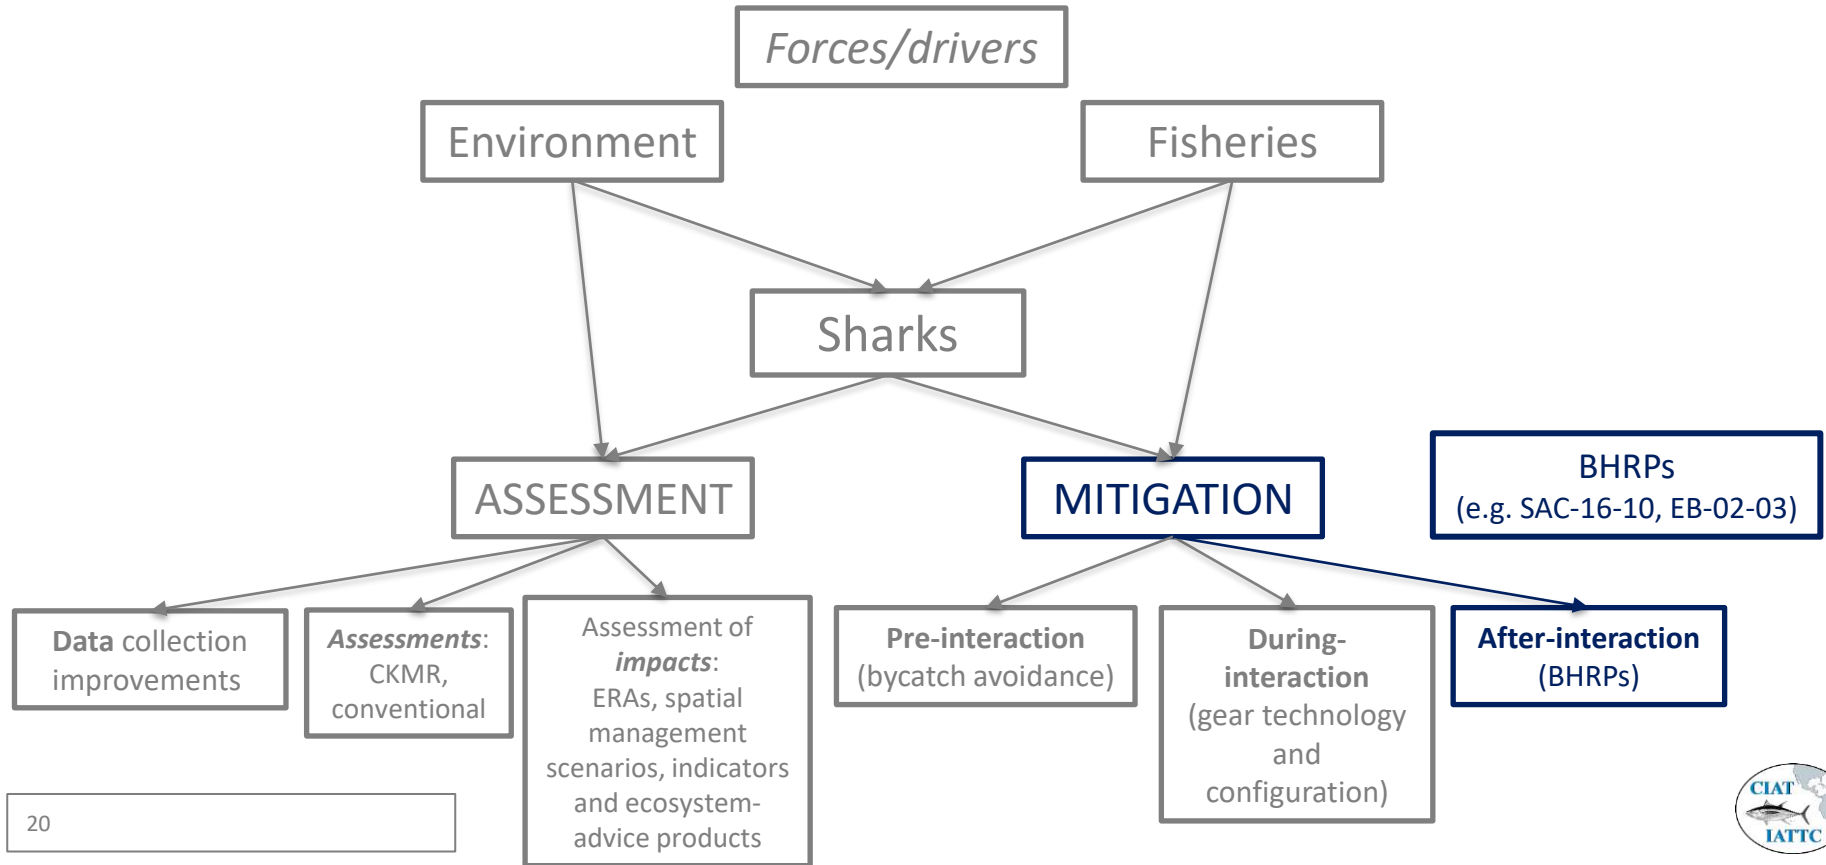 Forces/drivers
Environment
Fisheries
Sharks
ASSESSMENT
MITIGATION
BHRPs
(e.g. SAC-16-10, EB-02-03)
Data collection
improvements
Assessments:
CKMR,
conventional
Assessment of
impacts:
ERAs, spatial
management
scenarios, indicators
and ecosystem-
advice products
Pre-interaction
(bycatch avoidance)
During-
interaction
(gear technology
and
configuration)
After-interaction
(BHRPs)
20
CIAT
IATTC